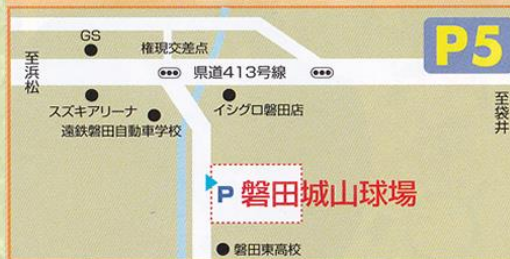 P5
GS
権現交差点
至浜松
県道413号線
至袋井
スズキアリーナ
遠鉄磐田自動車学校
イシグロ磐田店
P 磐田城山球場
磐田東高校